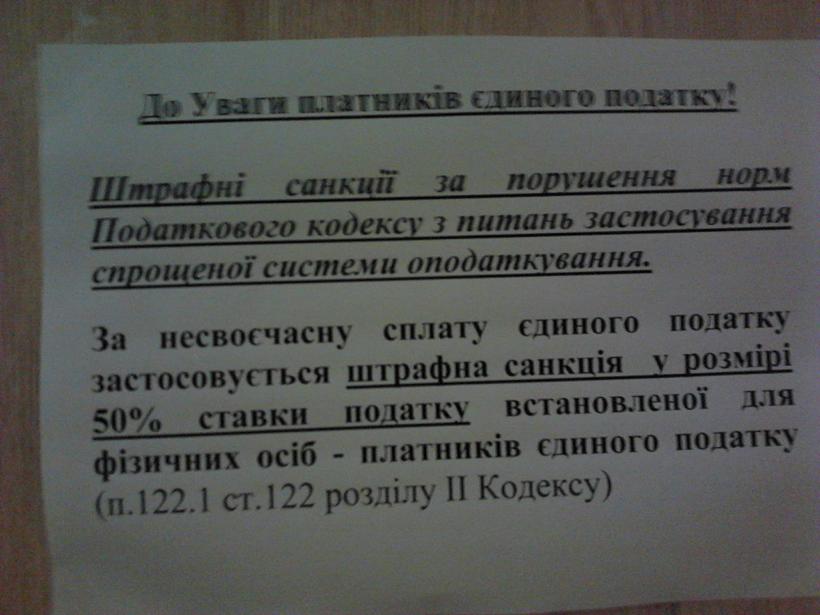 До Уваги платників єдиного податку!
Штрафні санкції за порушення норм
Податкового кодексу з питань застосування
спрощеної системи оподаткування.
За несвоєчасну сплату єдиного податку
застосовується штрафна санкція у розмірі
50% ставки податку встановленої для
фізичних осіб - платників єдиного податку
(п.122.1 ст.122 розділу ІІ Кодексу)